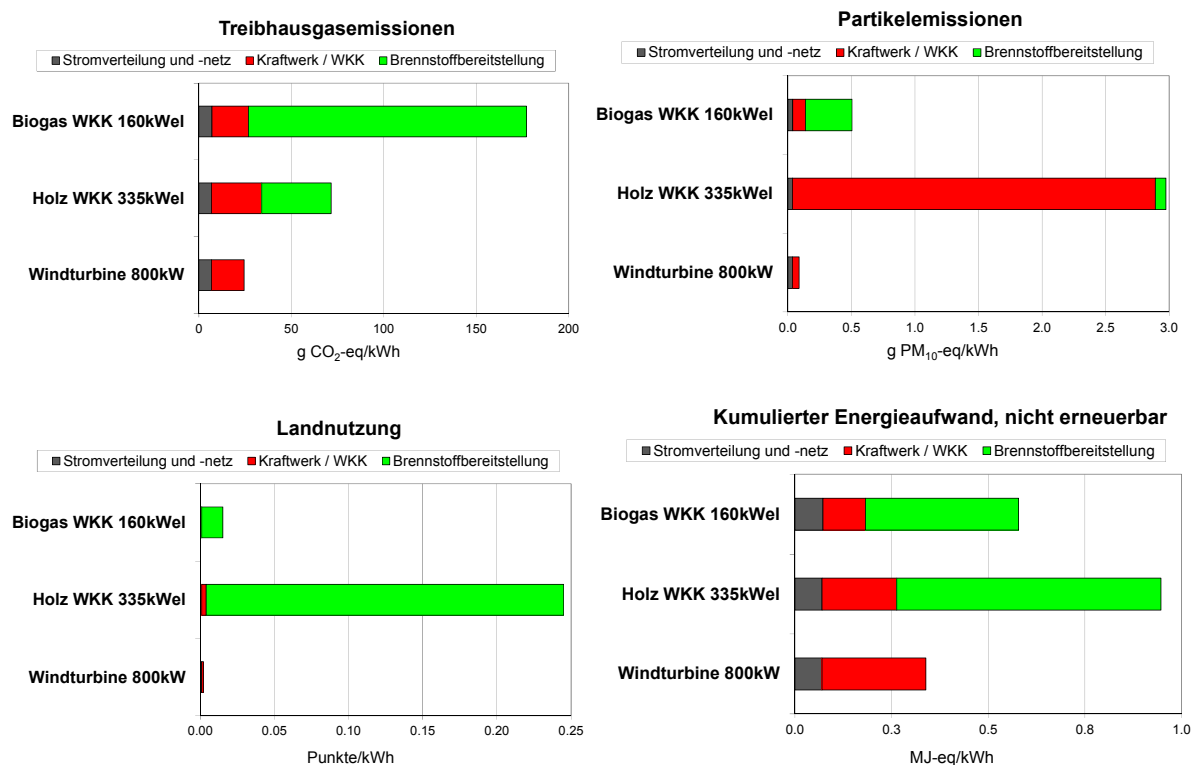 Treibhausgasemissionen
Stromverteilung und -netz Kraftwerk / WKK Brennstoffbereitstellung
Biogas WKK 160kWel
Holz WKK 335kWel
Windturbine 800kW
0 50 100 150 200
g CO₂-eq/kWh
Partikelemissionen
Stromverteilung und -netz Kraftwerk / WKK Brennstoffbereitstellung
Biogas WKK 160kWel
Holz WKK 335kWel
Windturbine 800kW
0.0 0.5 1.0 1.5 2.0 2.5 3.0
g PM₁₀-eq/kWh
Landnutzung
Stromverteilung und -netz Kraftwerk / WKK Brennstoffbereitstellung
Biogas WKK 160kWel
Holz WKK 335kWel
Windturbine 800kW
0.00 0.05 0.10 0.15 0.20 0.25
Punkte/kWh
Kumulierter Energieaufwand, nicht erneuerbar
Stromverteilung und -netz Kraftwerk / WKK Brennstoffbereitstellung
Biogas WKK 160kWel
Holz WKK 335kWel
Windturbine 800kW
0.0 0.3 0.5 0.8 1.0
MJ-eq/kWh